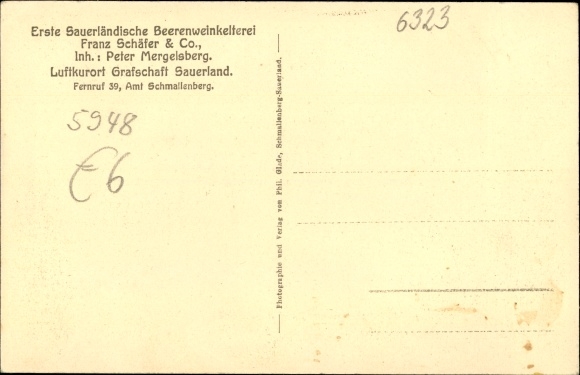 Erste Sauerländische Beerenweinkelterei
Franz Schäfer & Co.,
Inh.: Peter Mergelsberg.
Luftkurort Grafschaft Sauerland.
Fernruf 39, Amt Schmallenberg.
6323
5948
€6
Photographie und Verlag von Phil. Glade, Schmallenberg-Sauerland.